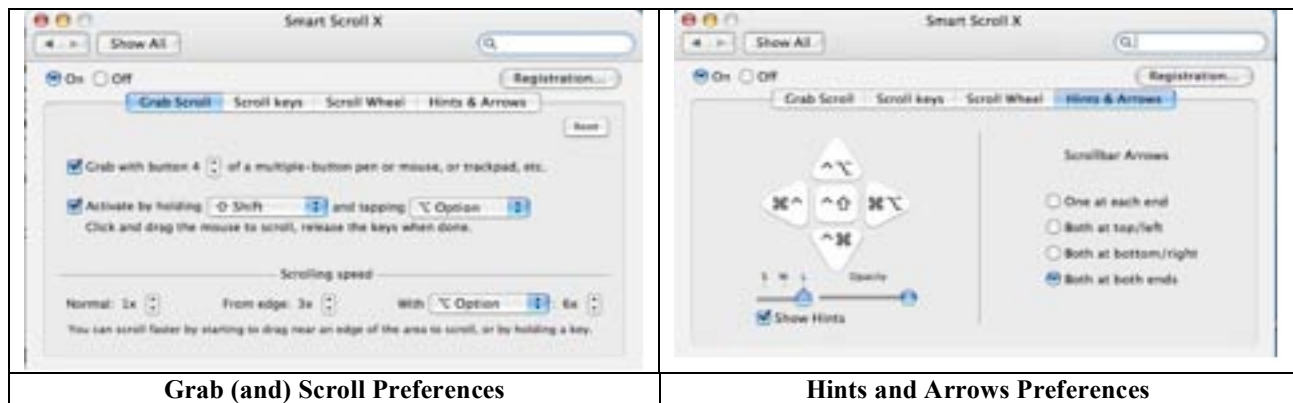 Smart Scroll X
Show All
On Off
Registration...
Grab Scroll Scroll keys Scroll Wheel Hints & Arrows
Reset
Grab with button 4 of a multiple-button pen or mouse, or trackpad, etc.
Activate by holding ⇧ Shift and tapping ⌥ Option
Click and drag the mouse to scroll, release the keys when done.
Scrolling speed
Normal: 1x From edge: 3x With ⌥ Option : 6x
You can scroll faster by starting to drag near an edge of the area to scroll, or by holding a key.
Grab (and) Scroll Preferences
Smart Scroll X
Show All
On Off
Registration...
Grab Scroll Scroll keys Scroll Wheel Hints & Arrows
^⌥
⌘^ ^⇧ ⌘⌥
^⌘
S M L Opacity
Show Hints
Scrollbar Arrows
One at each end
Both at top/left
Both at bottom/right
Both at both ends
Hints and Arrows Preferences